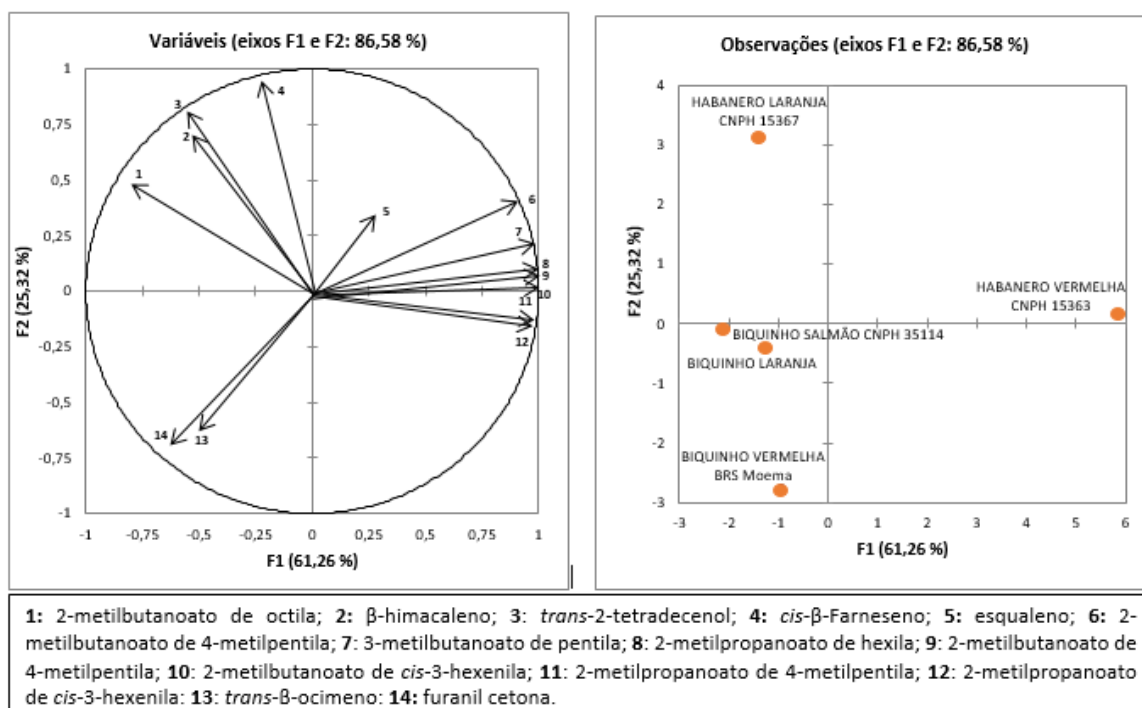 Variáveis (eixos F1 e F2: 86,58 %)
1
0,75
0,5
0,25
0
-0,25
-0,5
-0,75
-1
-1
-0,75
-0,5
-0,25
0
0,25
0,5
0,75
1
F2 (25,32 %)
F1 (61,26 %)
1
2
3
4
5
6
7
8
9
10
11
12
13
14
Observações (eixos F1 e F2: 86,58 %)
4
3
2
1
0
-1
-2
-3
-3
-2
-1
0
1
2
3
4
5
6
F2 (25,32 %)
F1 (61,26 %)
HABANERO LARANJA
CNPH 15367
HABANERO VERMELHA
CNPH 15363
BIQUINHO SALMÃO CNPH 35114
BIQUINHO LARANJA
BIQUINHO VERMELHA
BRS Moema
1: 2-metilbutanoato de octila; 2: β-himacaleno; 3: trans-2-tetradecenol; 4: cis-β-Farneseno; 5: esqualeno; 6: 2-
metilbutanoato de 4-metilpentila; 7: 3-metilbutanoato de pentila; 8: 2-metilpropanoato de hexila; 9: 2-metilbutanoato de
4-metilpentila; 10: 2-metilbutanoato de cis-3-hexenila; 11: 2-metilpropanoato de 4-metilpentila; 12: 2-metilpropanoato
de cis-3-hexenila: 13: trans-β-ocimeno: 14: furanil cetona.